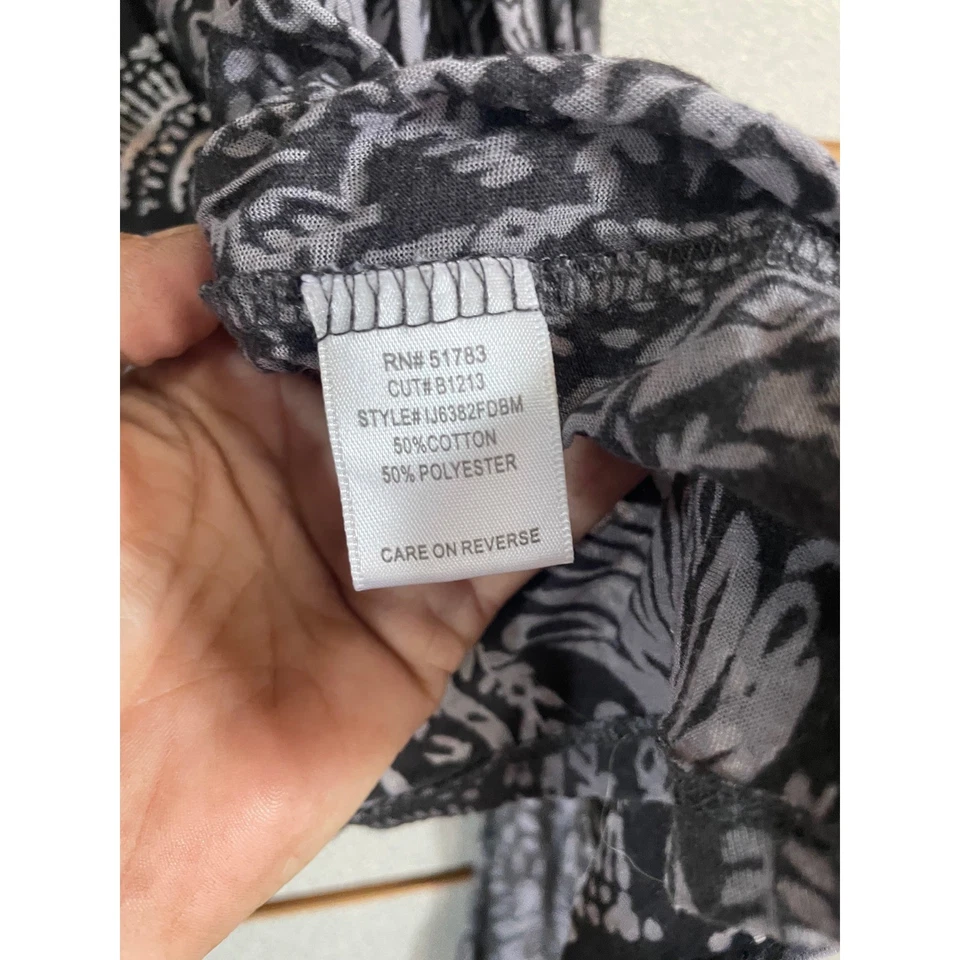 RN# 51783
CUT# B1213
STYLE# IJ6382FDBM
50%COTTON
50% POLYESTER
CARE ON REVERSE